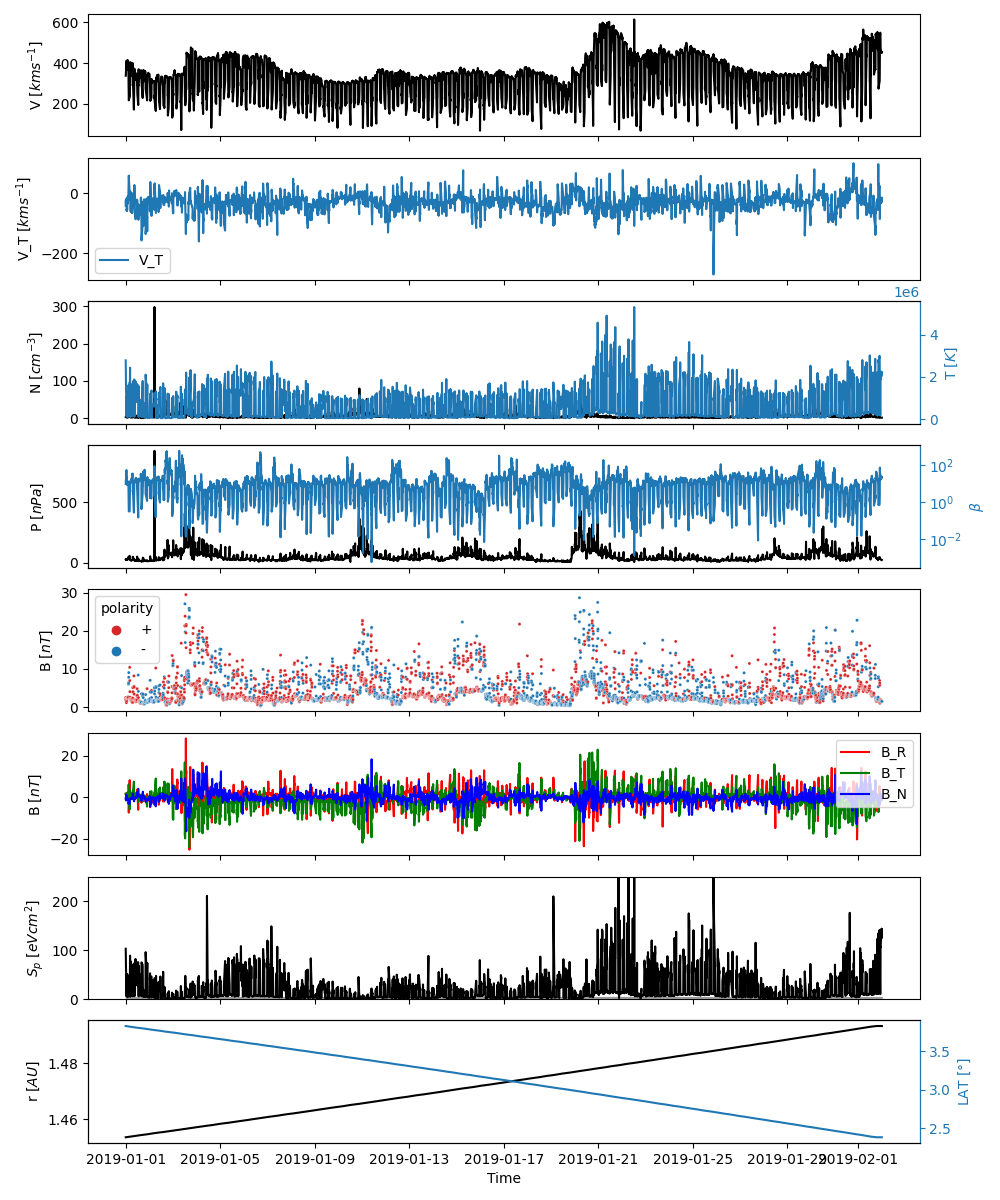 600
400
200
V [kms⁻¹]
0
−200
V_T [kms⁻¹]
V_T
1e6
300
200
100
0
N [cm⁻³]
4
2
0
T [K]
500
0
P [nPa]
10²
10⁰
10⁻²
β
30
20
10
0
B [nT]
polarity
+
-
20
0
−20
B [nT]
B_R
B_T
B_N
200
100
0
Sₚ [eVcm²]
1.48
1.46
r [AU]
3.5
3.0
2.5
LAT [°]
2019-01-01 2019-01-05 2019-01-09 2019-01-13 2019-01-17 2019-01-21 2019-01-25 2019-01-29 2019-02-01
Time